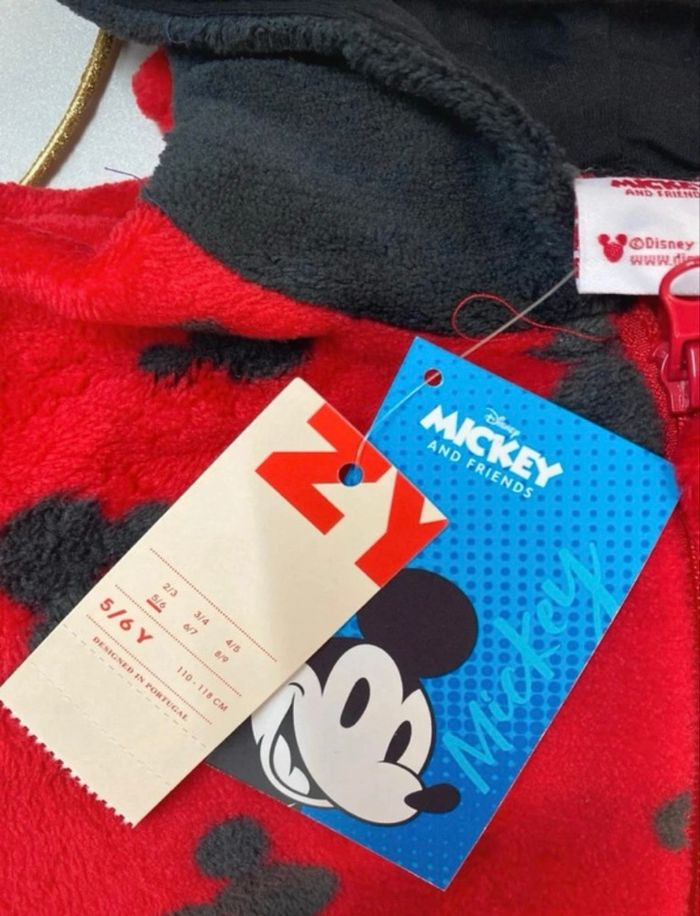 MICKEY
AND FRIENDS
©Disney
ZY
2/3
3/4
4/5
5/6
6/7
8/9
5/6 Y
110 - 118 CM
DESIGNED IN PORTUGAL
Disney
MICKEY
AND FRIENDS
Mickey